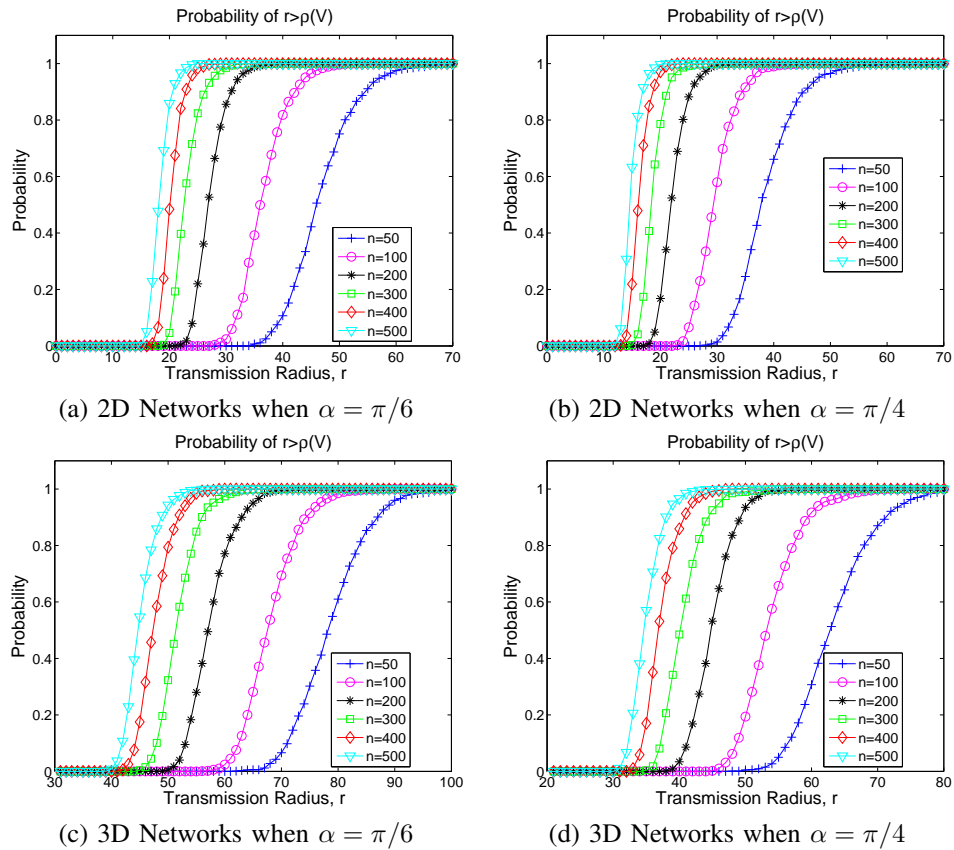 Probability of r>ρ(V)
Probability
1
0.8
0.6
0.4
0.2
0
0 10 20 30 40 50 60 70
Transmission Radius, r
n=50
n=100
n=200
n=300
n=400
n=500
(a) 2D Networks when α = π/6
Probability of r>ρ(V)
Probability
1
0.8
0.6
0.4
0.2
0
0 10 20 30 40 50 60 70
Transmission Radius, r
n=50
n=100
n=200
n=300
n=400
n=500
(b) 2D Networks when α = π/4
Probability of r>ρ(V)
Probability
1
0.8
0.6
0.4
0.2
0
30 40 50 60 70 80 90 100
Transmission Radius, r
n=50
n=100
n=200
n=300
n=400
n=500
(c) 3D Networks when α = π/6
Probability of r>ρ(V)
Probability
1
0.8
0.6
0.4
0.2
0
20 30 40 50 60 70 80
Transmission Radius, r
n=50
n=100
n=200
n=300
n=400
n=500
(d) 3D Networks when α = π/4